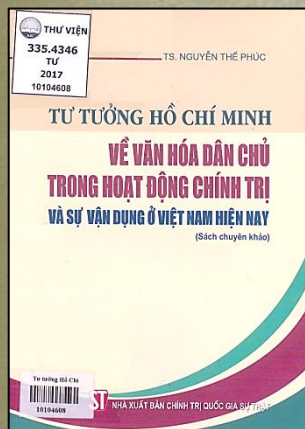 THƯ VIỆN
335.4346
TƯ
2017
10104608
TS. NGUYỄN THẾ PHÚC
TƯ TƯỞNG HỒ CHÍ MINH
VỀ VĂN HÓA DÂN CHỦ
TRONG HOẠT ĐỘNG CHÍNH TRỊ
VÀ SỰ VẬN DỤNG Ở VIỆT NAM HIỆN NAY
(Sách chuyên khảo)
Tư tưởng Hồ Chí
10104608
ST NHÀ XUẤT BẢN CHÍNH TRỊ QUỐC GIA SỰ THẬT